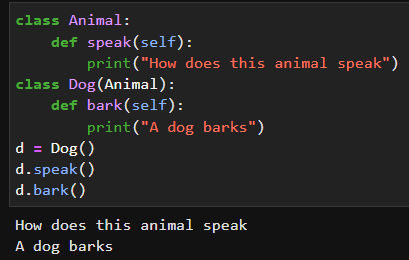 class Animal:
    def speak(self):
        print("How does this animal speak")
class Dog(Animal):
    def bark(self):
        print("A dog barks")
d = Dog()
d.speak()
d.bark()
How does this animal speak
A dog barks